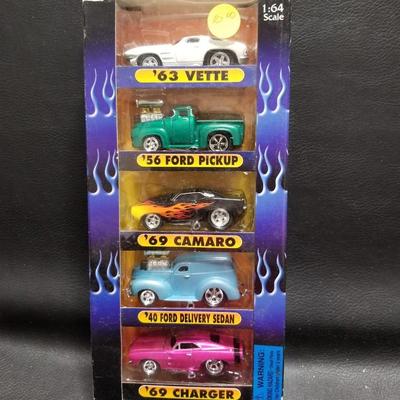 1:64
Scale
'63 VETTE
'56 FORD PICKUP
'69 CAMARO
'40 FORD DELIVERY SEDAN
'69 CHARGER
WARNING: